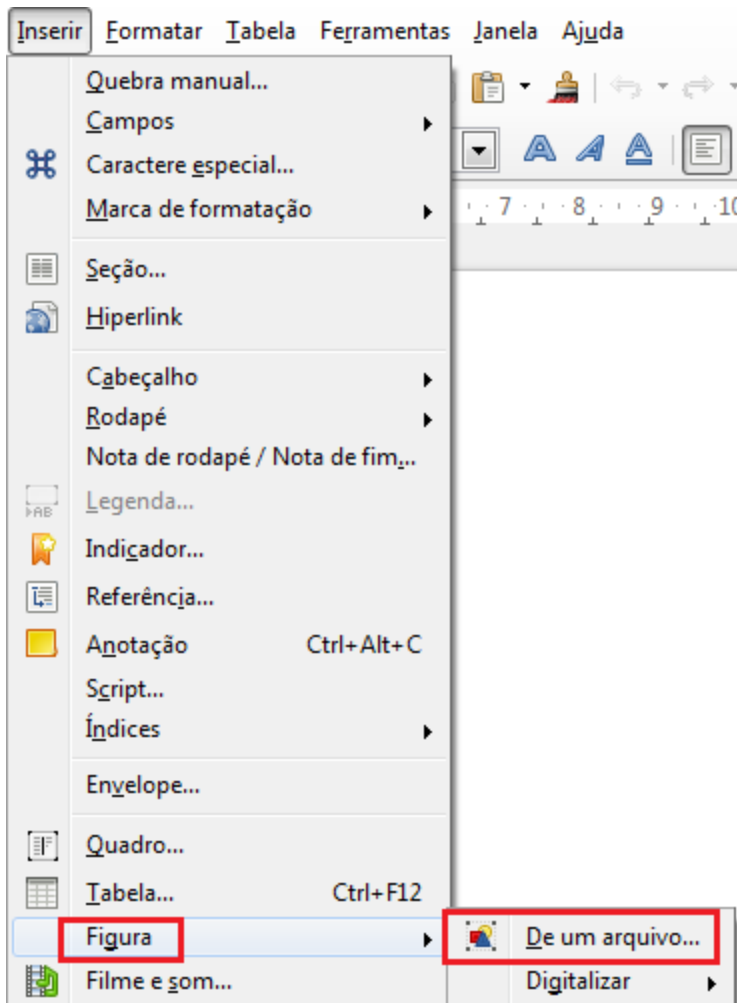 Inserir Formatar Tabela Ferramentas Janela Ajuda
Quebra manual...
Campos
Caractere especial...
Marca de formatação
7 8 9 10
Seção...
Hiperlink
Cabeçalho
Rodapé
Nota de rodapé / Nota de fim...
Legenda...
Indicador...
Referência...
Anotação Ctrl+Alt+C
Script...
Índices
Envelope...
Quadro...
Tabela... Ctrl+F12
Figura De um arquivo...
Filme e som... Digitalizar